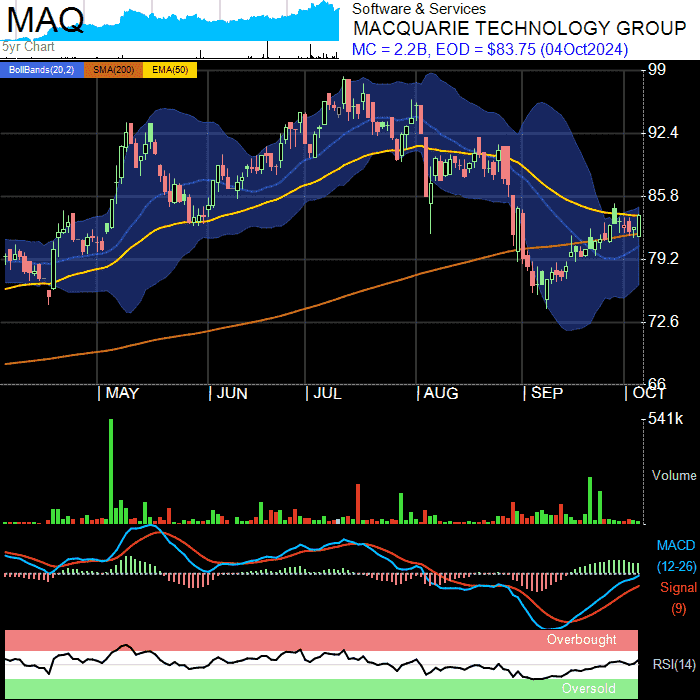 MAQ
5yr Chart
Software & Services
MACQUARIE TECHNOLOGY GROUP
MC = 2.2B, EOD = $83.75 (04Oct2024)
BollBands(20,2) SMA(200) EMA(50)
99
92.4
85.8
79.2
72.6
66
MAY JUN JUL AUG SEP OCT
541k
Volume
MACD
(12-26)
Signal
(9)
Overbought
RSI(14)
Oversold